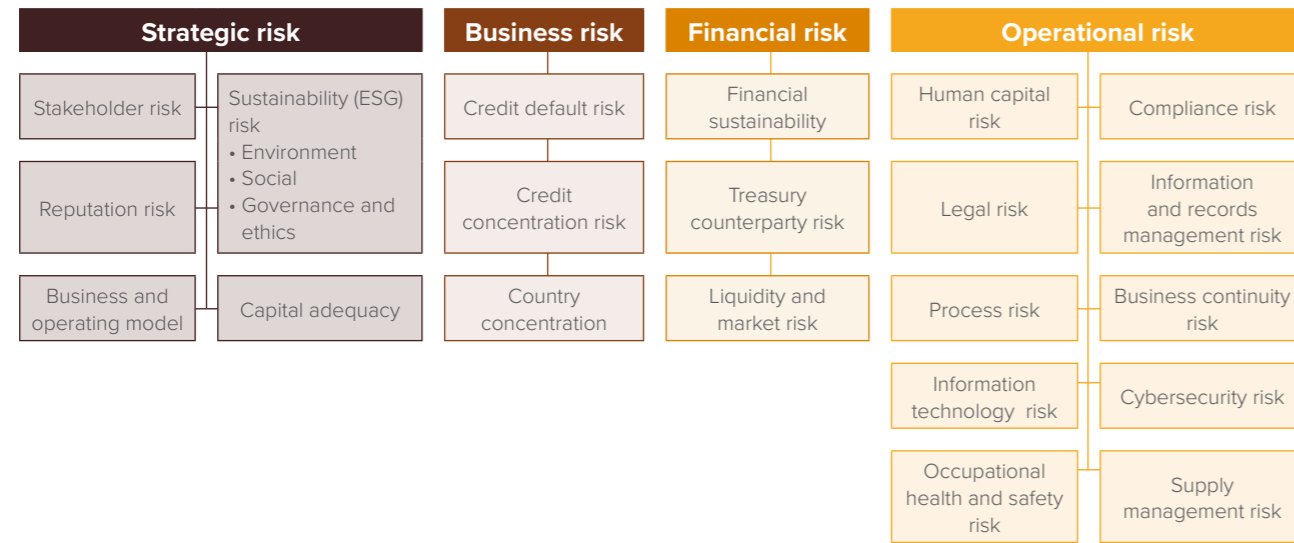 Strategic risk
Stakeholder risk
Reputation risk
Business and
operating model
Sustainability (ESG)
risk
• Environment
• Social
• Governance and
ethics
Capital adequacy
Business risk
Credit default risk
Credit
concentration risk
Country
concentration
Financial risk
Financial
sustainability
Treasury
counterparty risk
Liquidity and
market risk
Operational risk
Human capital
risk
Compliance risk
Legal risk
Information
and records
management risk
Process risk
Business continuity
risk
Information
technology  risk
Cybersecurity risk
Occupational
health and safety
risk
Supply
management risk